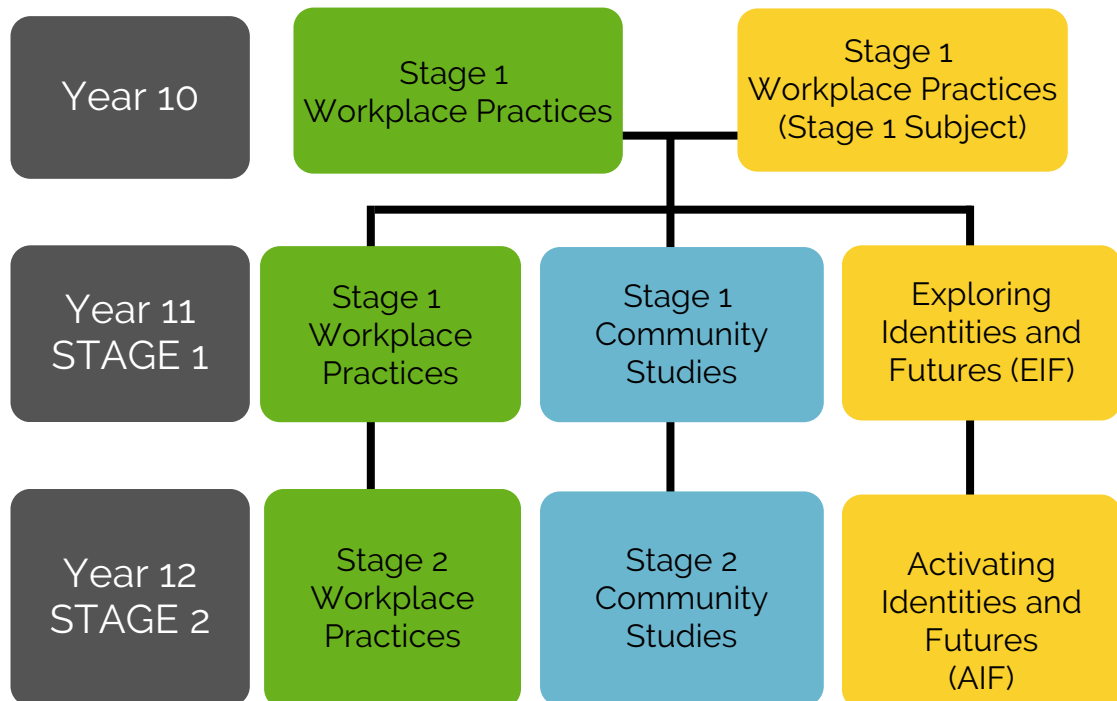 Year 10
Stage 1
Workplace Practices
Stage 1
Workplace Practices
(Stage 1 Subject)
Year 11
STAGE 1
Stage 1
Workplace
Practices
Stage 1
Community
Studies
Exploring
Identities and
Futures (EIF)
Year 12
STAGE 2
Stage 2
Workplace
Practices
Stage 2
Community
Studies
Activating
Identities and
Futures
(AIF)